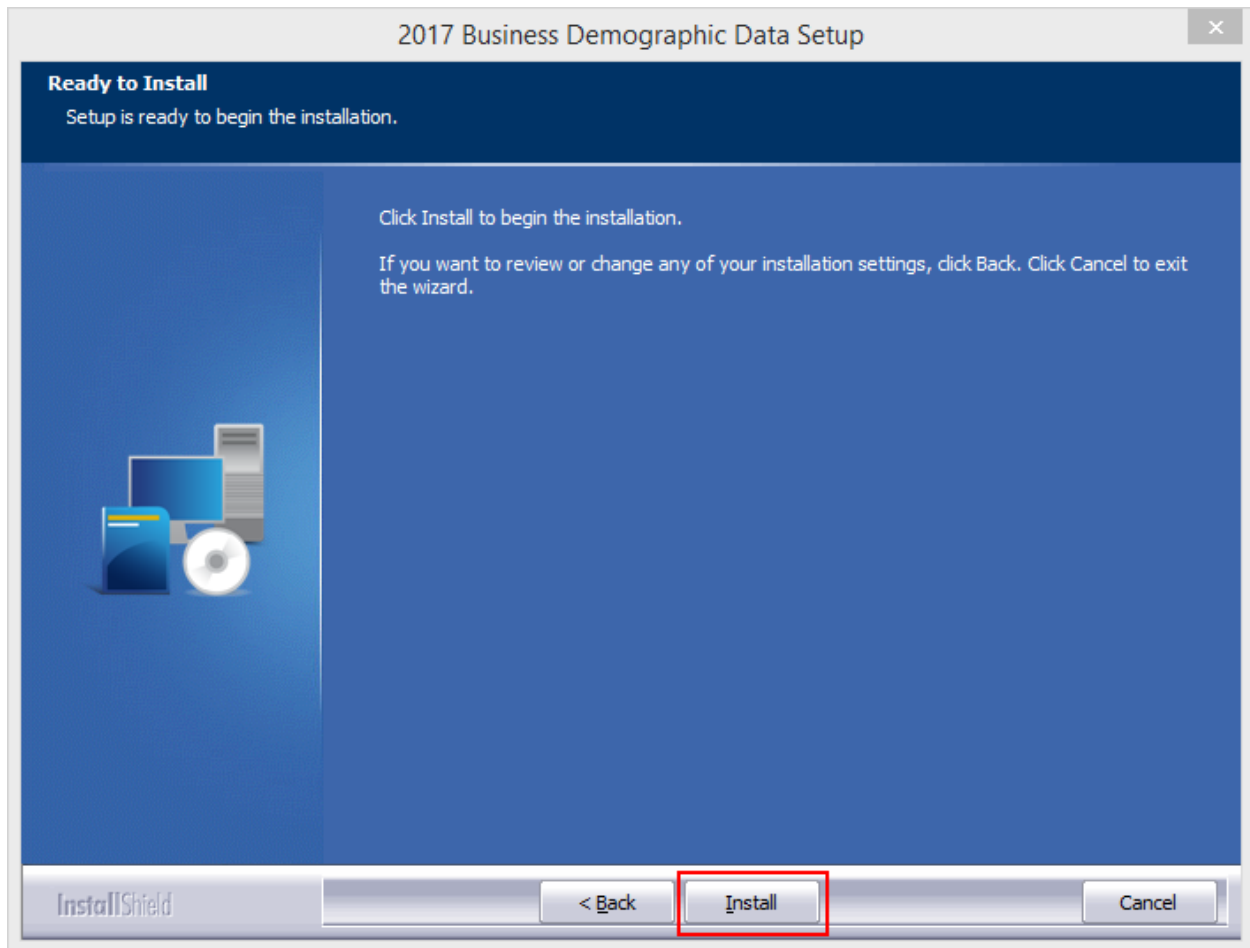 2017 Business Demographic Data Setup
Ready to Install
Setup is ready to begin the installation.
Click Install to begin the installation.
If you want to review or change any of your installation settings, click Back. Click Cancel to exit
the wizard.
InstallShield
< Back
Install
Cancel